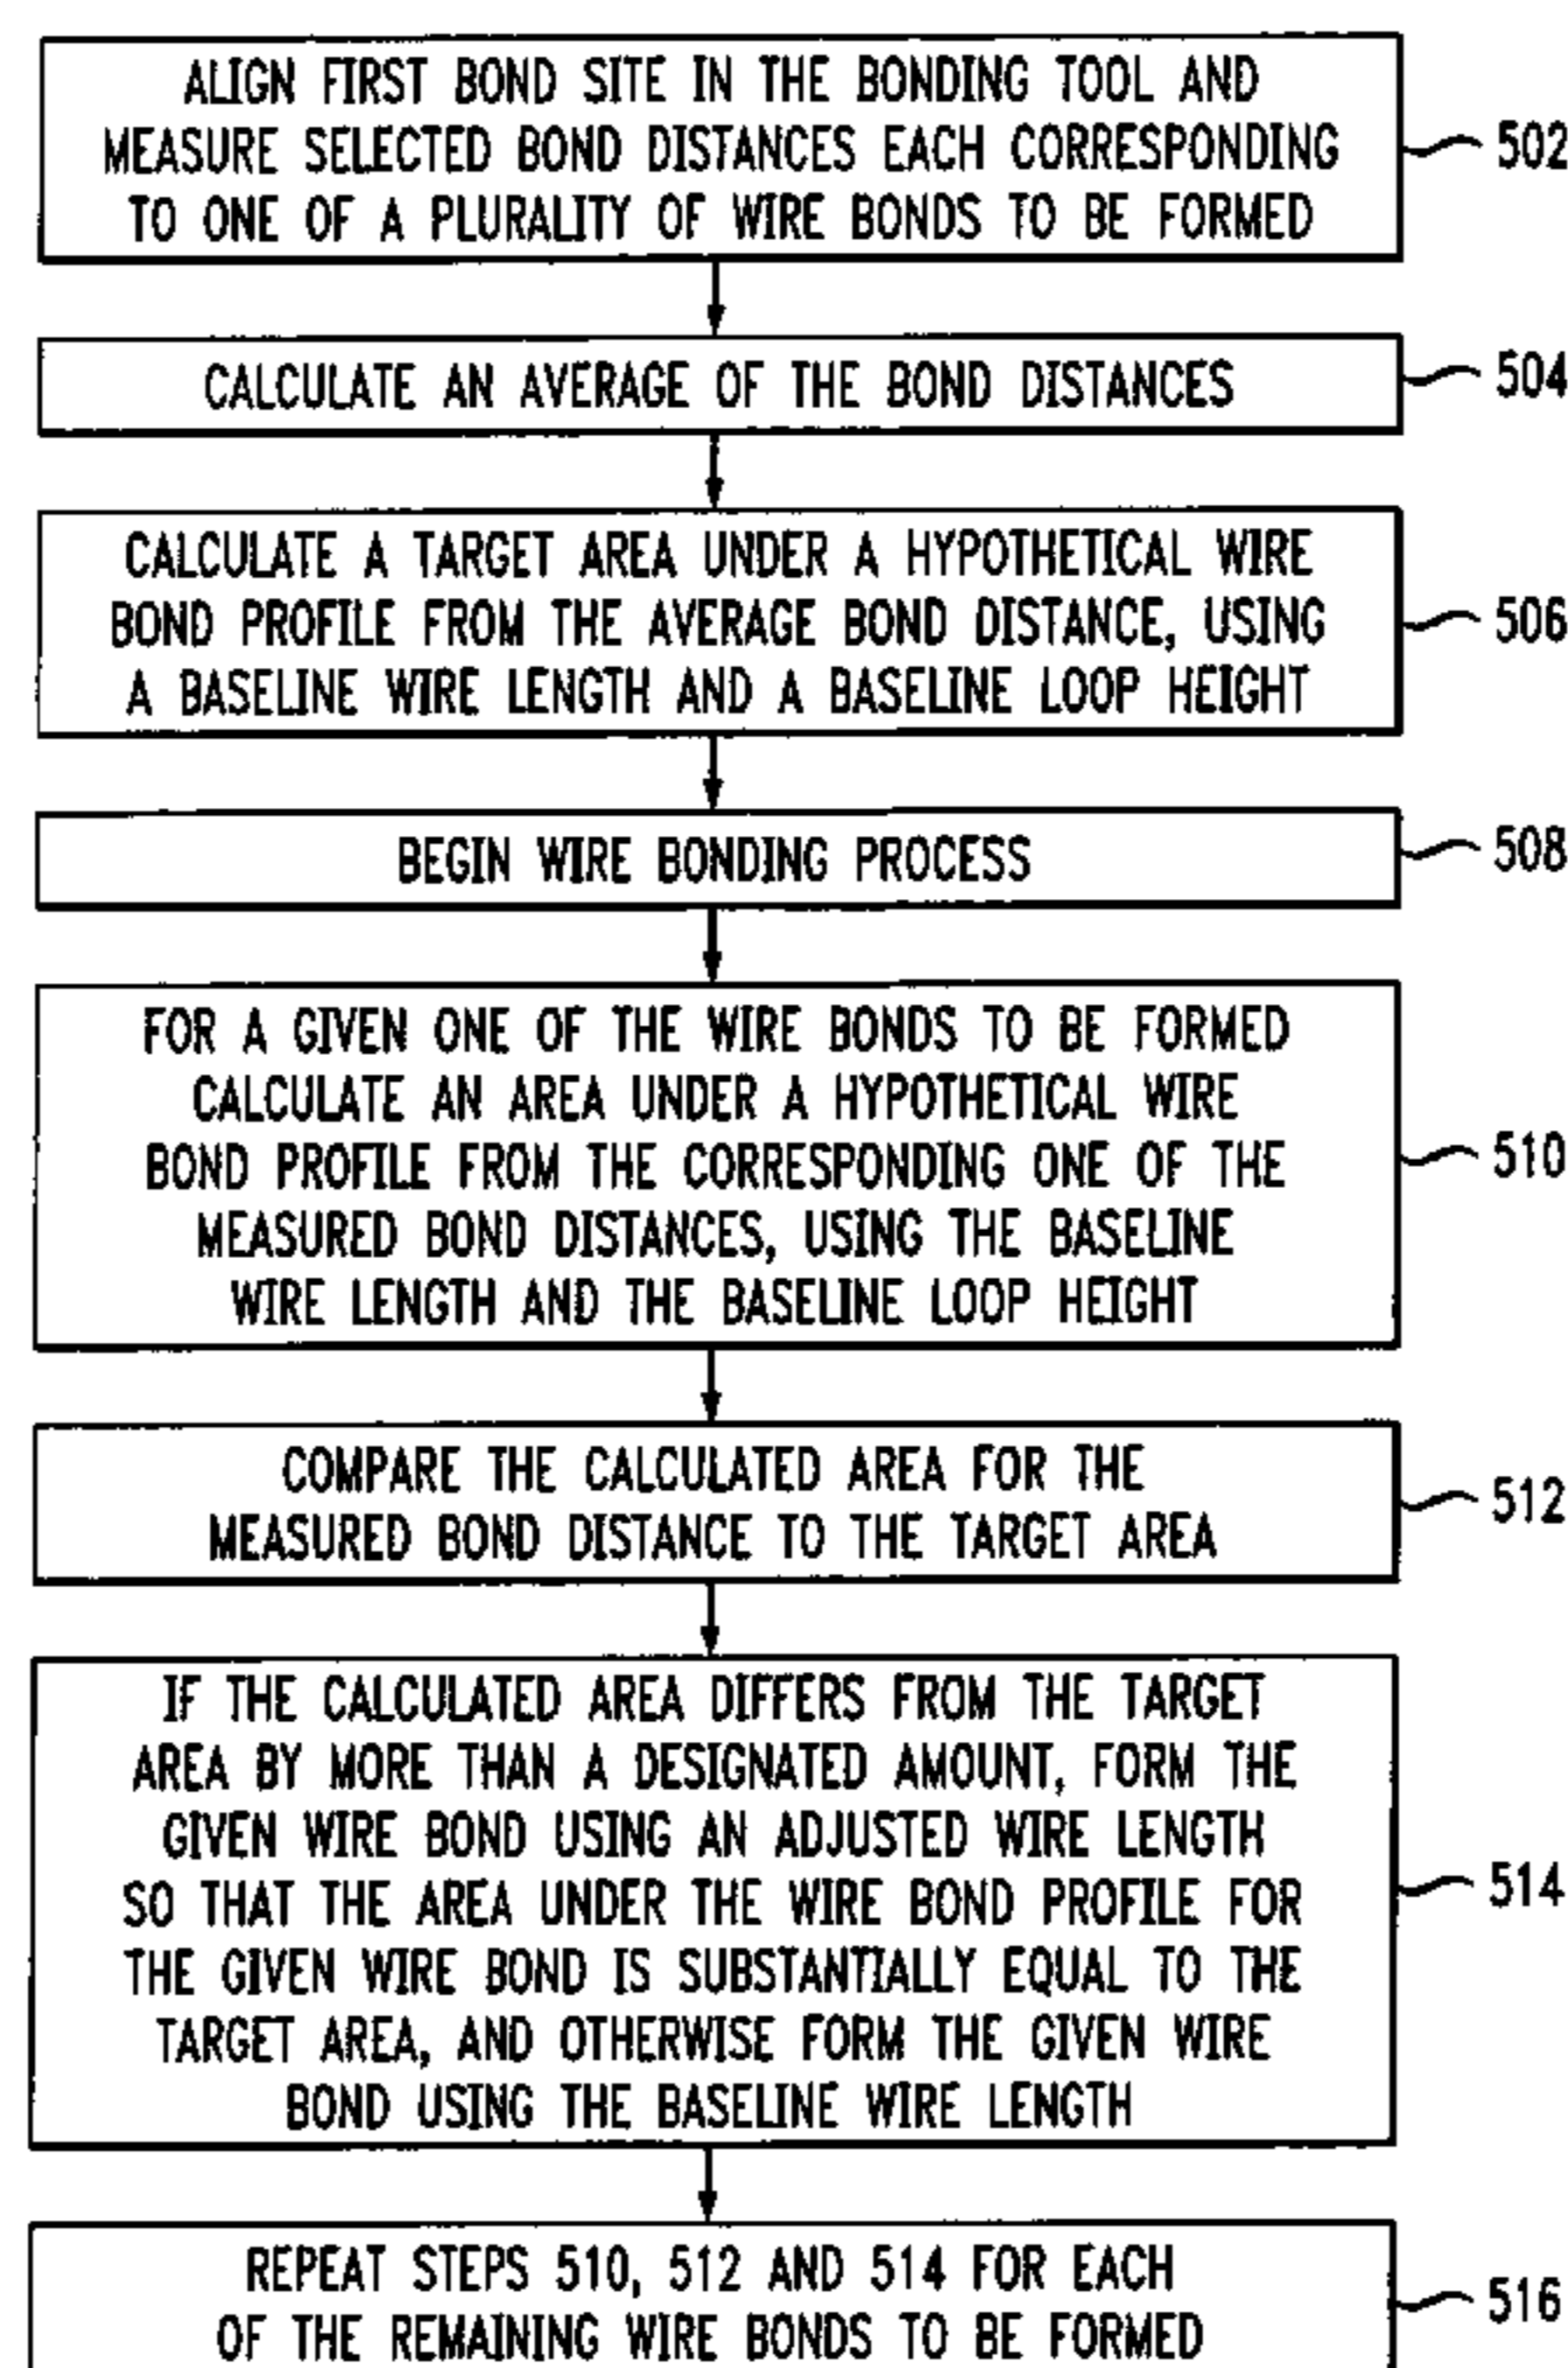 ALIGN FIRST BOND SITE IN THE BONDING TOOL AND
MEASURE SELECTED BOND DISTANCES EACH CORRESPONDING
TO ONE OF A PLURALITY OF WIRE BONDS TO BE FORMED
502
CALCULATE AN AVERAGE OF THE BOND DISTANCES
504
CALCULATE A TARGET AREA UNDER A HYPOTHETICAL WIRE
BOND PROFILE FROM THE AVERAGE BOND DISTANCE, USING
A BASELINE WIRE LENGTH AND A BASELINE LOOP HEIGHT
506
BEGIN WIRE BONDING PROCESS
508
FOR A GIVEN ONE OF THE WIRE BONDS TO BE FORMED
CALCULATE AN AREA UNDER A HYPOTHETICAL WIRE
BOND PROFILE FROM THE CORRESPONDING ONE OF THE
MEASURED BOND DISTANCES, USING THE BASELINE
WIRE LENGTH AND THE BASELINE LOOP HEIGHT
510
COMPARE THE CALCULATED AREA FOR THE
MEASURED BOND DISTANCE TO THE TARGET AREA
512
IF THE CALCULATED AREA DIFFERS FROM THE TARGET
AREA BY MORE THAN A DESIGNATED AMOUNT, FORM THE
GIVEN WIRE BOND USING AN ADJUSTED WIRE LENGTH
SO THAT THE AREA UNDER THE WIRE BOND PROFILE FOR
THE GIVEN WIRE BOND IS SUBSTANTIALLY EQUAL TO THE
TARGET AREA, AND OTHERWISE FORM THE GIVEN WIRE
BOND USING THE BASELINE WIRE LENGTH
514
REPEAT STEPS 510, 512 AND 514 FOR EACH
OF THE REMAINING WIRE BONDS TO BE FORMED
516